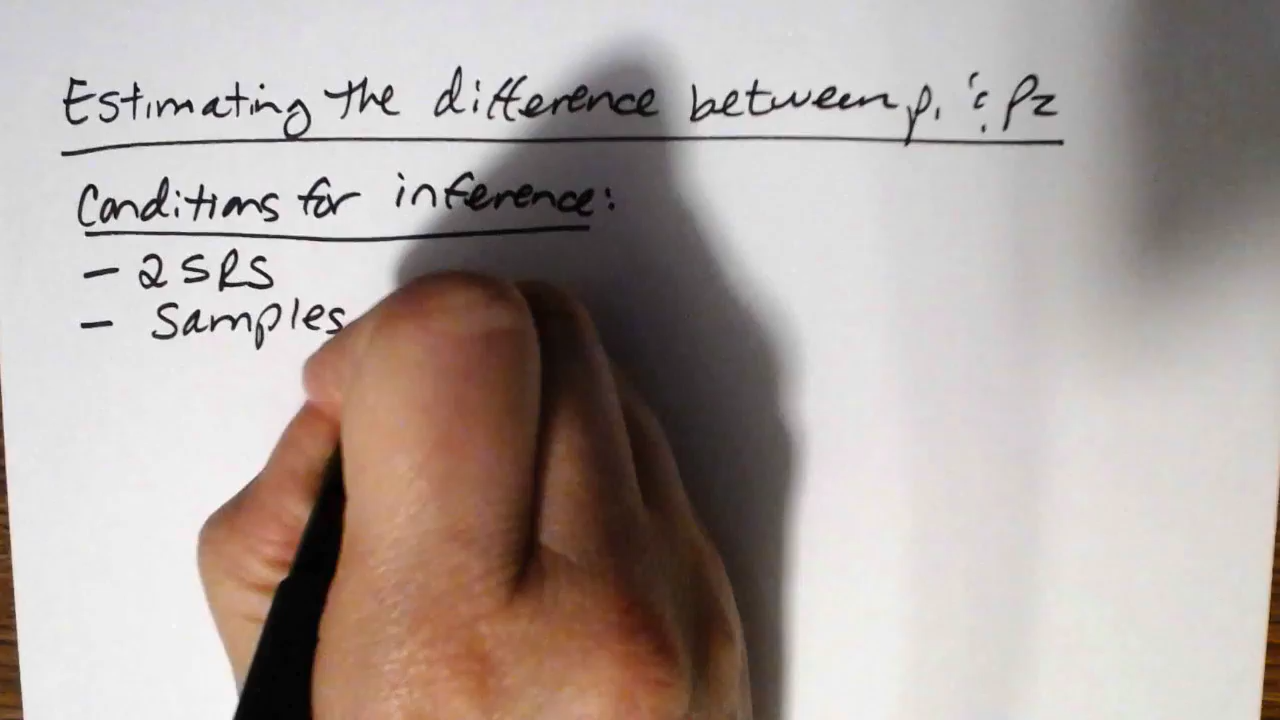 Estimating the difference between p₁ & p₂
Conditions for inference:
- 2 SRS
- Samples